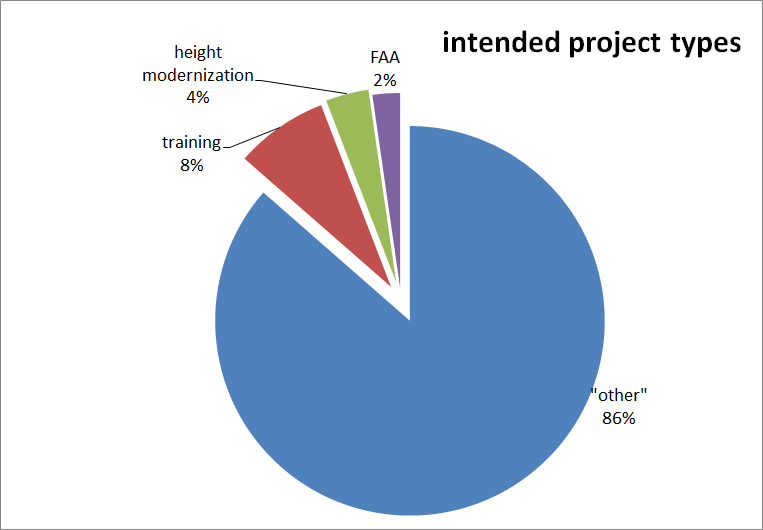 intended project types
height
modernization
4%
FAA
2%
training
8%
"other"
86%